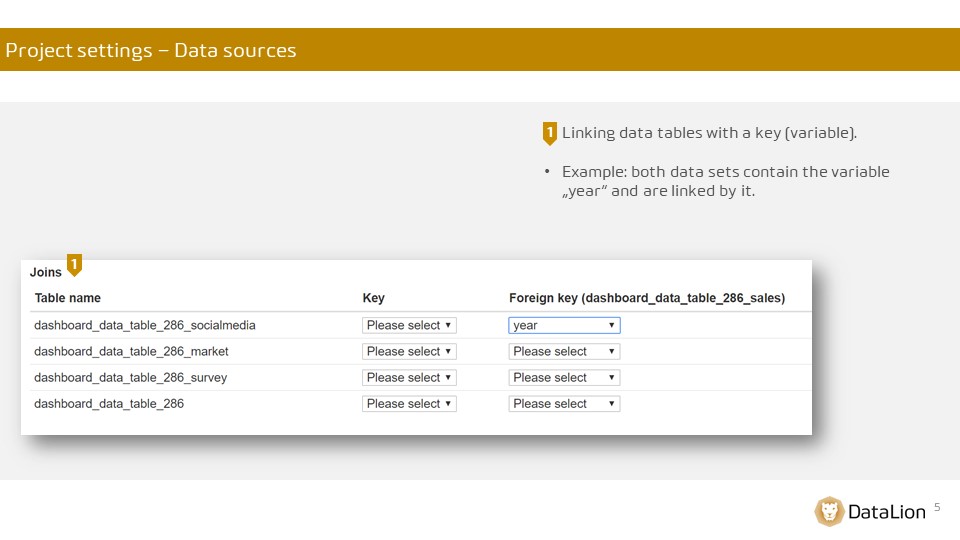 Project settings – Data sources
1 Linking data tables with a key (variable).
• Example: both data sets contain the variable
„year” and are linked by it.
Joins 1
Table name Key Foreign key (dashboard_data_table_286_sales)
dashboard_data_table_286_socialmedia Please select ▼ year ▼
dashboard_data_table_286_market Please select ▼ Please select ▼
dashboard_data_table_286_survey Please select ▼ Please select ▼
dashboard_data_table_286 Please select ▼ Please select ▼
DataLion 5